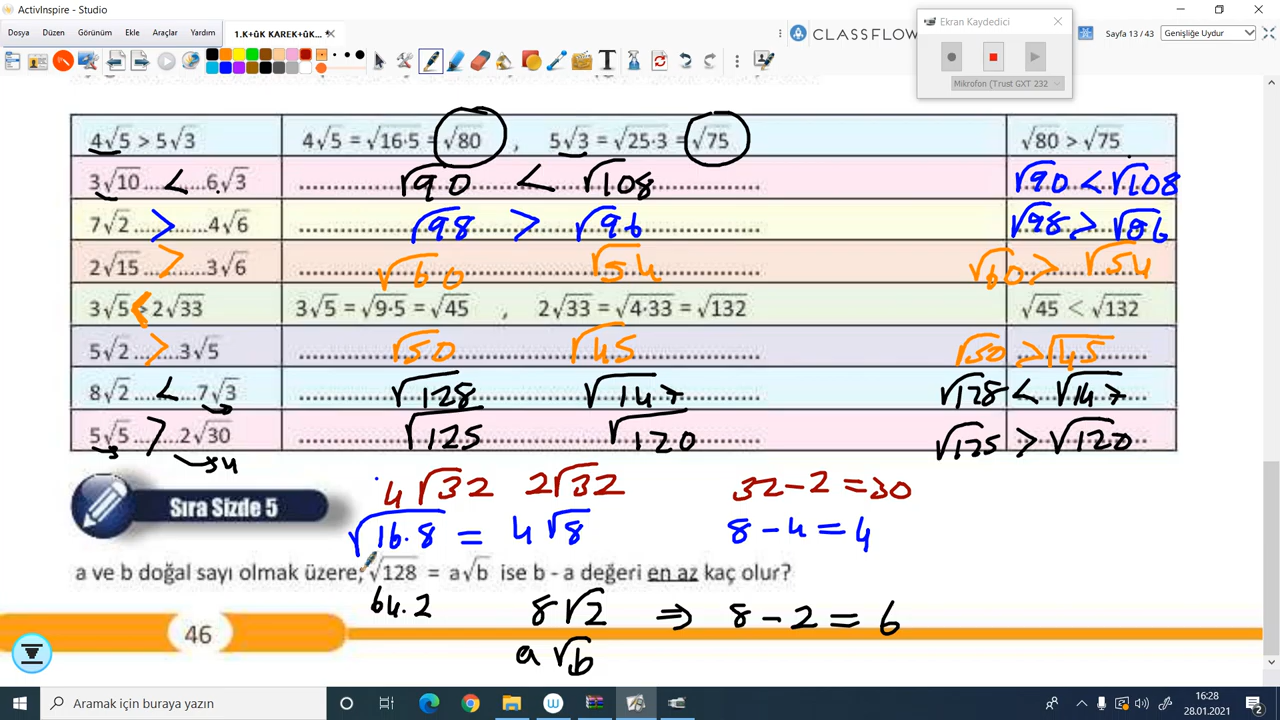 ActivInspire - Studio
Dosya Düzen Görünüm Ekle Araçlar Yardım 1.K+ûK KAREK+ûK...
Ekran Kaydedici
Mikrofon (Trust GXT 232
CLASSFLOW
Sayfa 13 / 43 Genişliğe Uydur
4√5 > 5√3 4√5 = √16·5 = √80 , 5√3 = √25·3 = √75 √80 > √75
3√10 ..... < ..... 6√3 √90 < √108 √90 < √108
7√2 ..... > ..... 4√6 √98 > √96 √98 > √86
2√15 ..... > ..... 3√6 √60 √54 √60 > √54
3√5 < 2√33 3√5 = √9·5 = √45 , 2√33 = √4·33 = √132 √45 < √132
5√2 ..... > ..... 3√5 √50 √45 √50 > √45
8√2 ..... < ..... 7√3 √128 √147 √128 < √147
5√5 ..... > ..... 2√30 √125 √120 √125 > √120
4√32 2√32 32-2=30
Sıra Sizde 5
√16.8 = 4√8 8-4=4
a ve b doğal sayı olmak üzere; √128 = a√b ise b - a değeri en az kaç olur?
64.2 8√2 ⇒ 8-2=6
46
a√b
Aramak için buraya yazın
16:28
28.01.2021
2